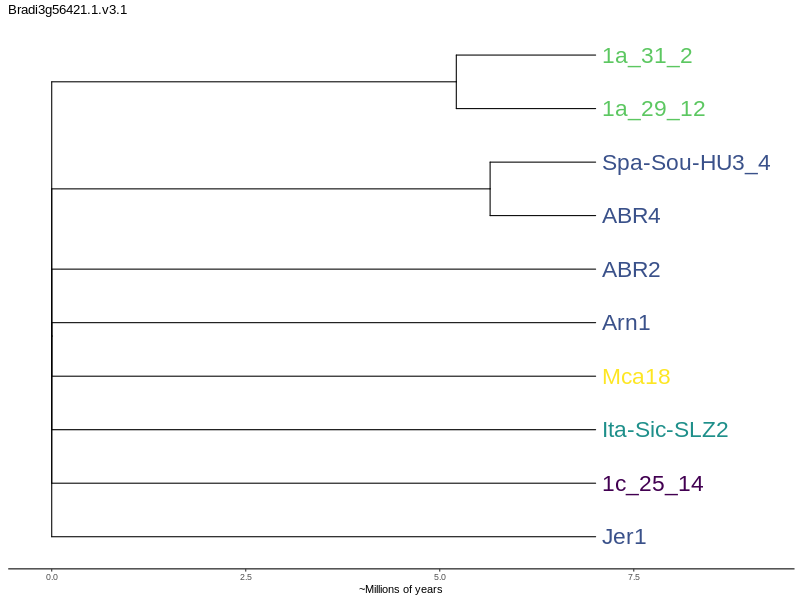 Bradi3g56421.1.v3.1
1a_31_2
1a_29_12
Spa-Sou-HU3_4
ABR4
ABR2
Arn1
Mca18
Ita-Sic-SLZ2
1c_25_14
Jer1
0.0 2.5 5.0 7.5
~Millions of years